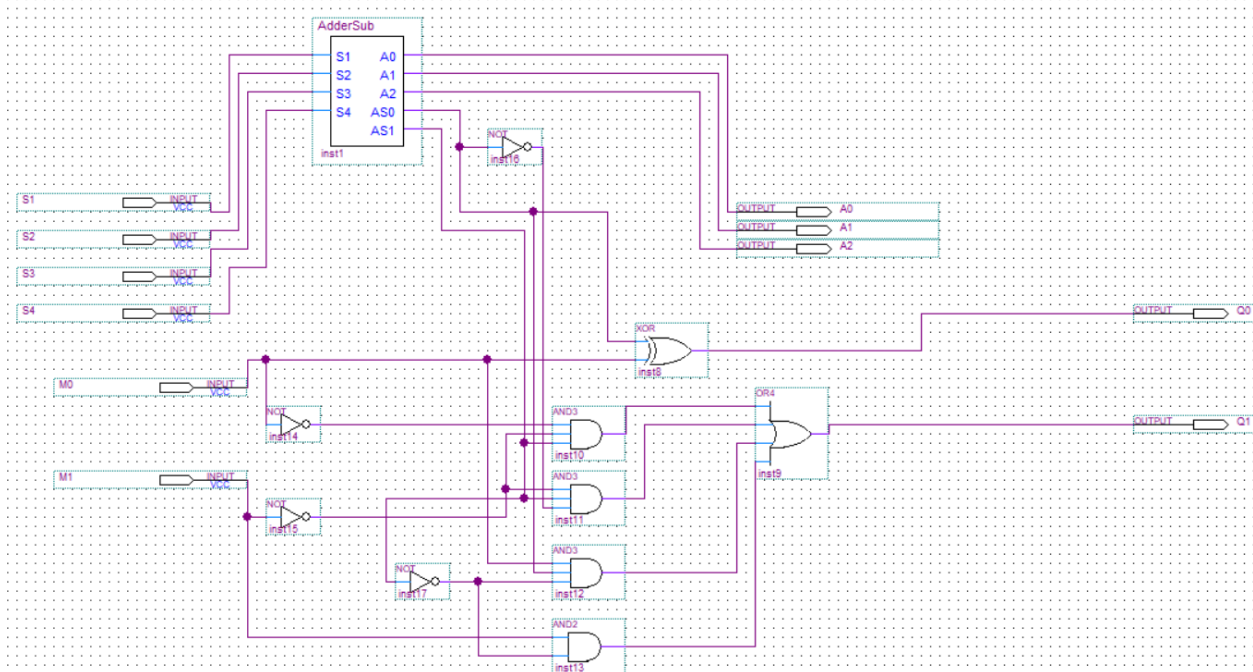 AdderSub
S1 A0
S2 A1
S3 A2
S4 AS0
AS1
inst1
NOT
inst16
S1 INPUT
VCC
S2 INPUT
VCC
S3 INPUT
VCC
S4 INPUT
VCC
OUTPUT A0
OUTPUT A1
OUTPUT A2
OUTPUT Q0
XOR
inst8
M0 INPUT
VCC
NOT
inst14
AND3
inst10
OR4
inst9
OUTPUT Q1
M1 INPUT
VCC
NOT
inst15
AND3
inst11
NOT
inst17
AND3
inst12
AND2
inst13